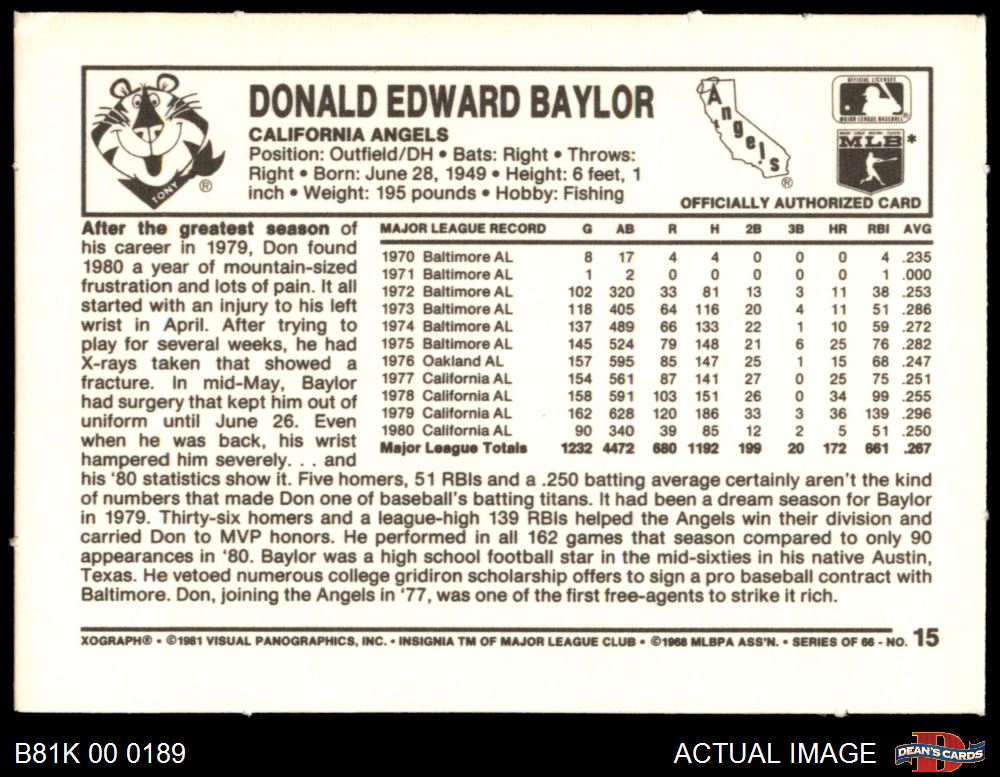 DONALD EDWARD BAYLOR
CALIFORNIA ANGELS
Position: Outfield/DH • Bats: Right • Throws:
Right • Born: June 28, 1949 • Height: 6 feet, 1
inch • Weight: 195 pounds • Hobby: Fishing
TONY
®
Angels
®
OFFICIAL LICENSEE
MAJOR LEAGUE BASEBALL®
MAJOR LEAGUE BASEBALL PLAYERS
MLB*
OFFICIALLY AUTHORIZED CARD
After the greatest season of
his career in 1979, Don found
1980 a year of mountain-sized
frustration and lots of pain. It all
started with an injury to his left
wrist in April. After trying to
play for several weeks, he had
X-rays taken that showed a
fracture. In mid-May, Baylor
had surgery that kept him out of
uniform until June 26. Even
when he was back, his wrist
hampered him severely. . . and
MAJOR LEAGUE RECORD G AB R H 2B 3B HR RBI AVG
1970 Baltimore AL 8 17 4 4 0 0 0 4 .235
1971 Baltimore AL 1 2 0 0 0 0 0 1 .000
1972 Baltimore AL 102 320 33 81 13 3 11 38 .253
1973 Baltimore AL 118 405 64 116 20 4 11 51 .286
1974 Baltimore AL 137 489 66 133 22 1 10 59 .272
1975 Baltimore AL 145 524 79 148 21 6 25 76 .282
1976 Oakland AL 157 595 85 147 25 1 15 68 .247
1977 California AL 154 561 87 141 27 0 25 75 .251
1978 California AL 158 591 103 151 26 0 34 99 .255
1979 California AL 162 628 120 186 33 3 36 139 .296
1980 California AL 90 340 39 85 12 2 5 51 .250
Major League Totals 1232 4472 680 1192 199 20 172 661 .267
his '80 statistics show it. Five homers, 51 RBIs and a .250 batting average certainly aren't the kind
of numbers that made Don one of baseball's batting titans. It had been a dream season for Baylor
in 1979. Thirty-six homers and a league-high 139 RBIs helped the Angels win their division and
carried Don to MVP honors. He performed in all 162 games that season compared to only 90
appearances in '80. Baylor was a high school football star in the mid-sixties in his native Austin,
Texas. He vetoed numerous college gridiron scholarship offers to sign a pro baseball contract with
Baltimore. Don, joining the Angels in '77, was one of the first free-agents to strike it rich.
XOGRAPH® • ©1981 VISUAL PANOGRAPHICS, INC. • INSIGNIA TM OF MAJOR LEAGUE CLUB • ©1968 MLBPA ASS'N. • SERIES OF 66 - NO. 15
B81K 00 0189
ACTUAL IMAGE
DEAN'S CARDS